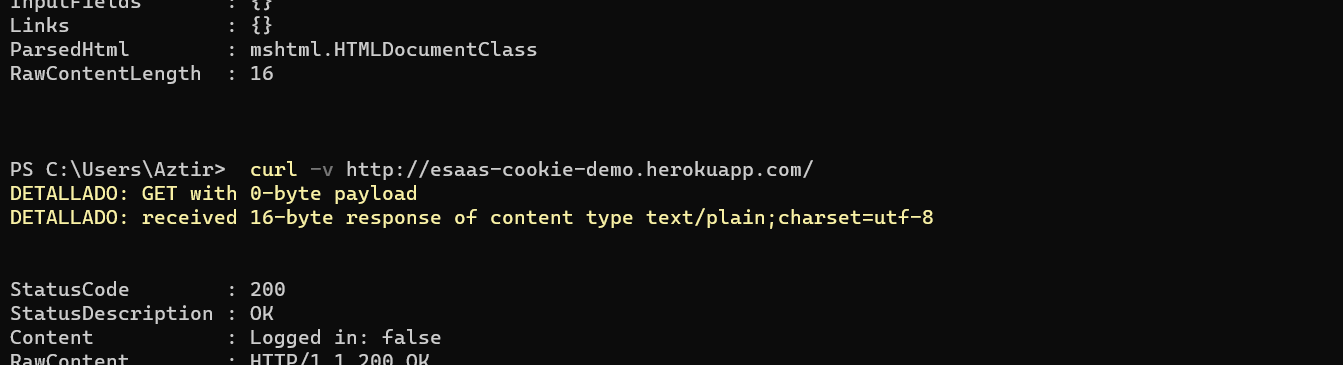 InputFields       : {}
Links             : {}
ParsedHtml        : mshtml.HTMLDocumentClass
RawContentLength  : 16
PS C:\Users\Aztir>  curl -v http://esaas-cookie-demo.herokuapp.com/
DETALLADO: GET with 0-byte payload
DETALLADO: received 16-byte response of content type text/plain;charset=utf-8
StatusCode        : 200
StatusDescription : OK
Content           : Logged in: false
RawContent        : HTTP/1.1 200 OK